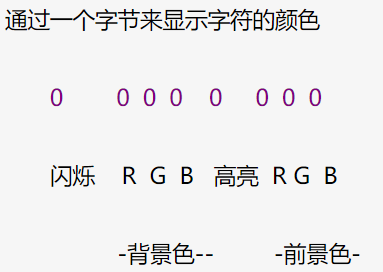 通过一个字节来显示字符的颜色
0 0 0 0 0 0 0 0
闪烁 R G B 高亮 R G B
-背景色-- -前景色-